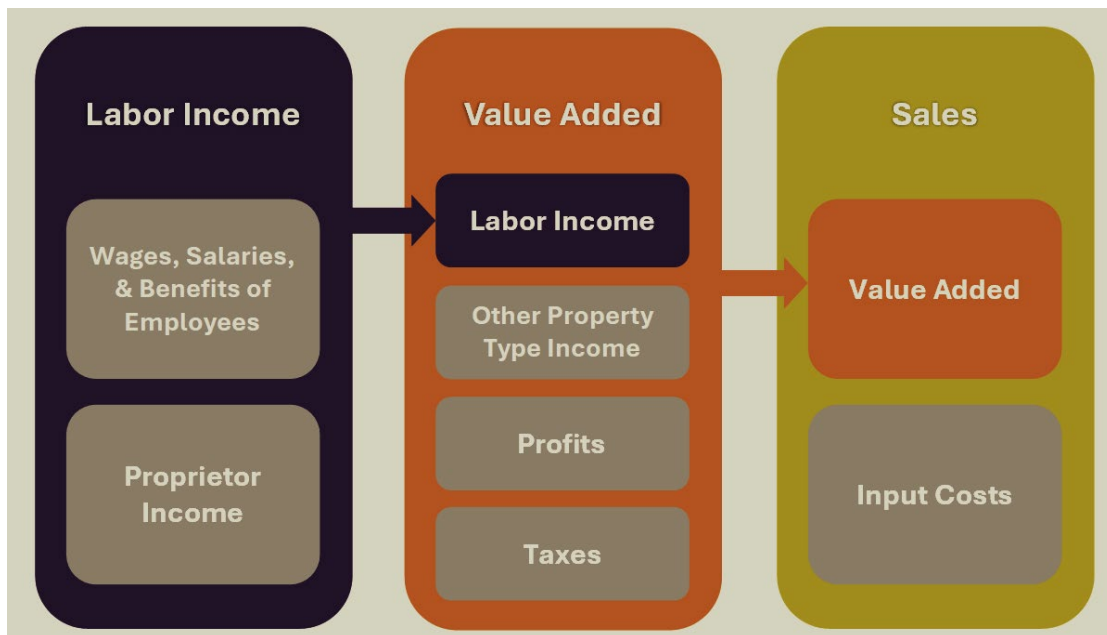 Labor Income
Wages, Salaries,
& Benefits of
Employees
Proprietor
Income
Value Added
Labor Income
Other Property
Type Income
Profits
Taxes
Sales
Value Added
Input Costs